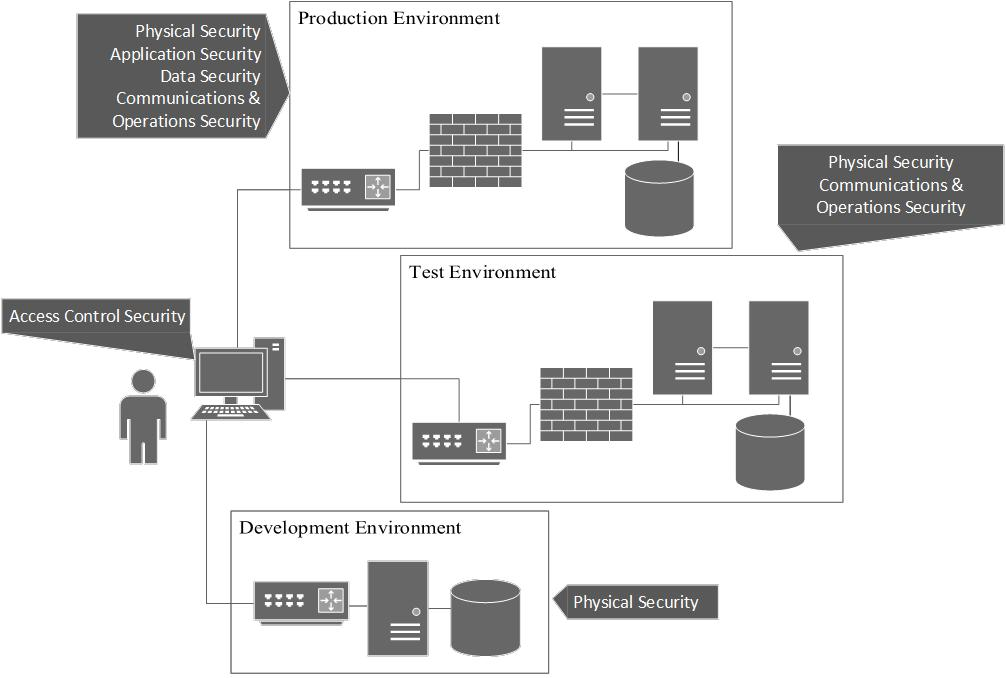 Production Environment
Physical Security
Application Security
Data Security
Communications &
Operations Security
Physical Security
Communications &
Operations Security
Test Environment
Access Control Security
Development Environment
Physical Security